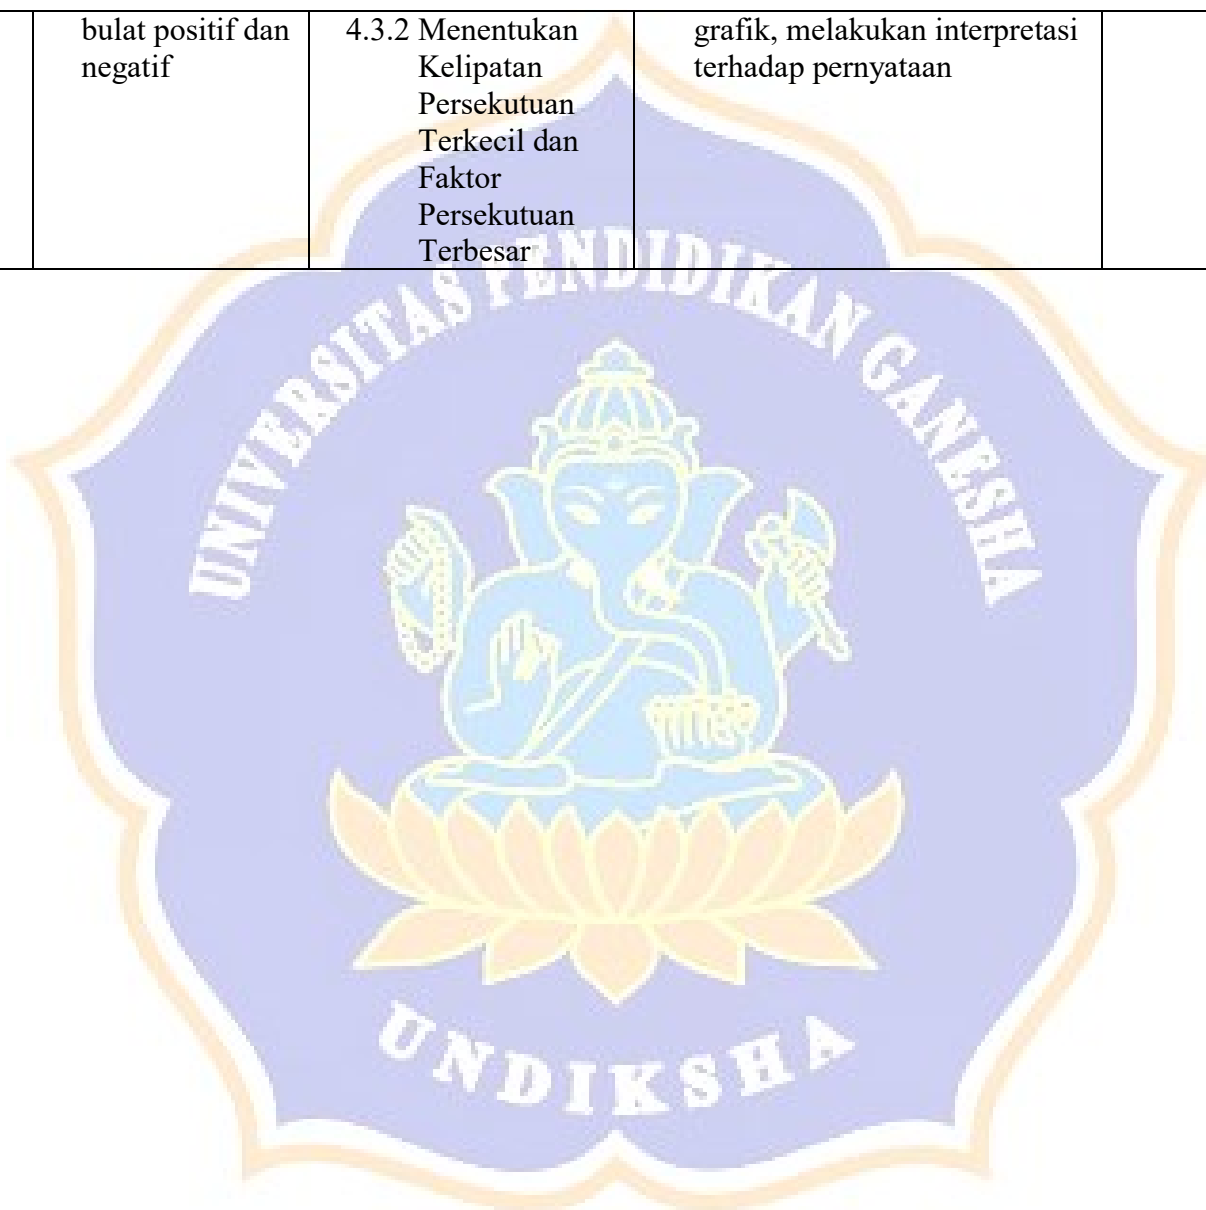 bulat positif dan
negatif
4.3.2 Menentukan
Kelipatan
Persekutuan
Terkecil dan
Faktor
Persekutuan
Terbesar
grafik, melakukan interpretasi
terhadap pernyataan
UNIVERSITAS PENDIDIKAN GANESHA
UNDIKSHA